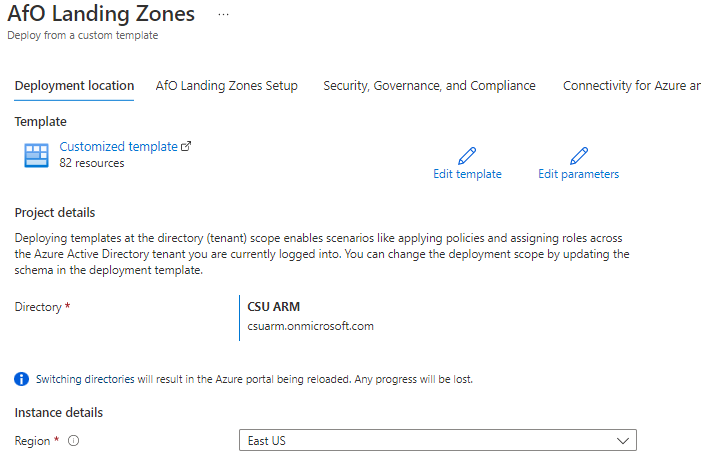 AfO Landing Zones ...
Deploy from a custom template
Deployment location AfO Landing Zones Setup Security, Governance, and Compliance Connectivity for Azure ar
Template
Customized template
82 resources
Edit template Edit parameters
Project details
Deploying templates at the directory (tenant) scope enables scenarios like applying policies and assigning roles across
the Azure Active Directory tenant you are currently logged into. You can change the deployment scope by updating the
schema in the deployment template.
Directory * CSU ARM
csuarm.onmicrosoft.com
Switching directories will result in the Azure portal being reloaded. Any progress will be lost.
Instance details
Region * East US